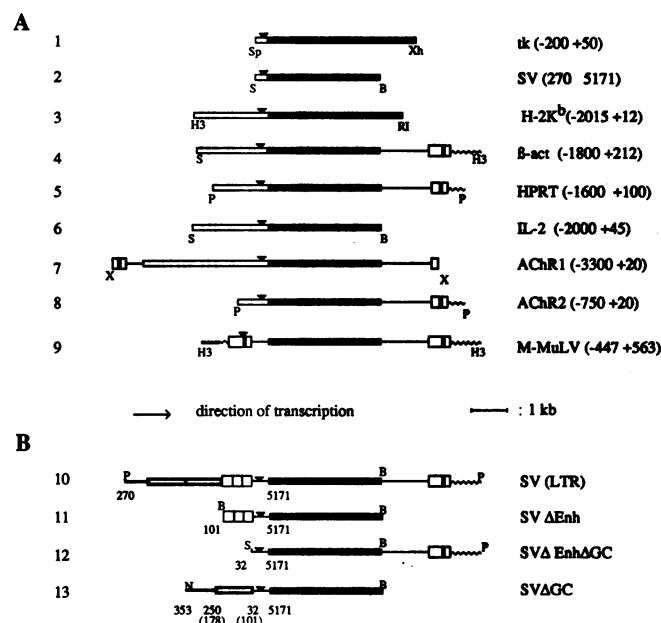 A
1 Sp Xh tk (-200 +50)
2 S B SV (270 5171)
3 H3 RI H-2Kb (-2015 +12)
4 S H3 ß-act (-1800 +212)
5 P P HPRT (-1600 +100)
6 S B IL-2 (-2000 +45)
7 X X AChR1 (-3300 +20)
8 P P AChR2 (-750 +20)
9 H3 H3 M-MuLV (-447 +563)
direction of transcription : 1 kb
B
10 P B P SV (LTR)
270 5171
11 B B SV ΔEnh
101 5171
12 S B P SVΔ EnhΔGC
32 5171
13 N B SVΔGC
353 250 32 5171
(178) (101)